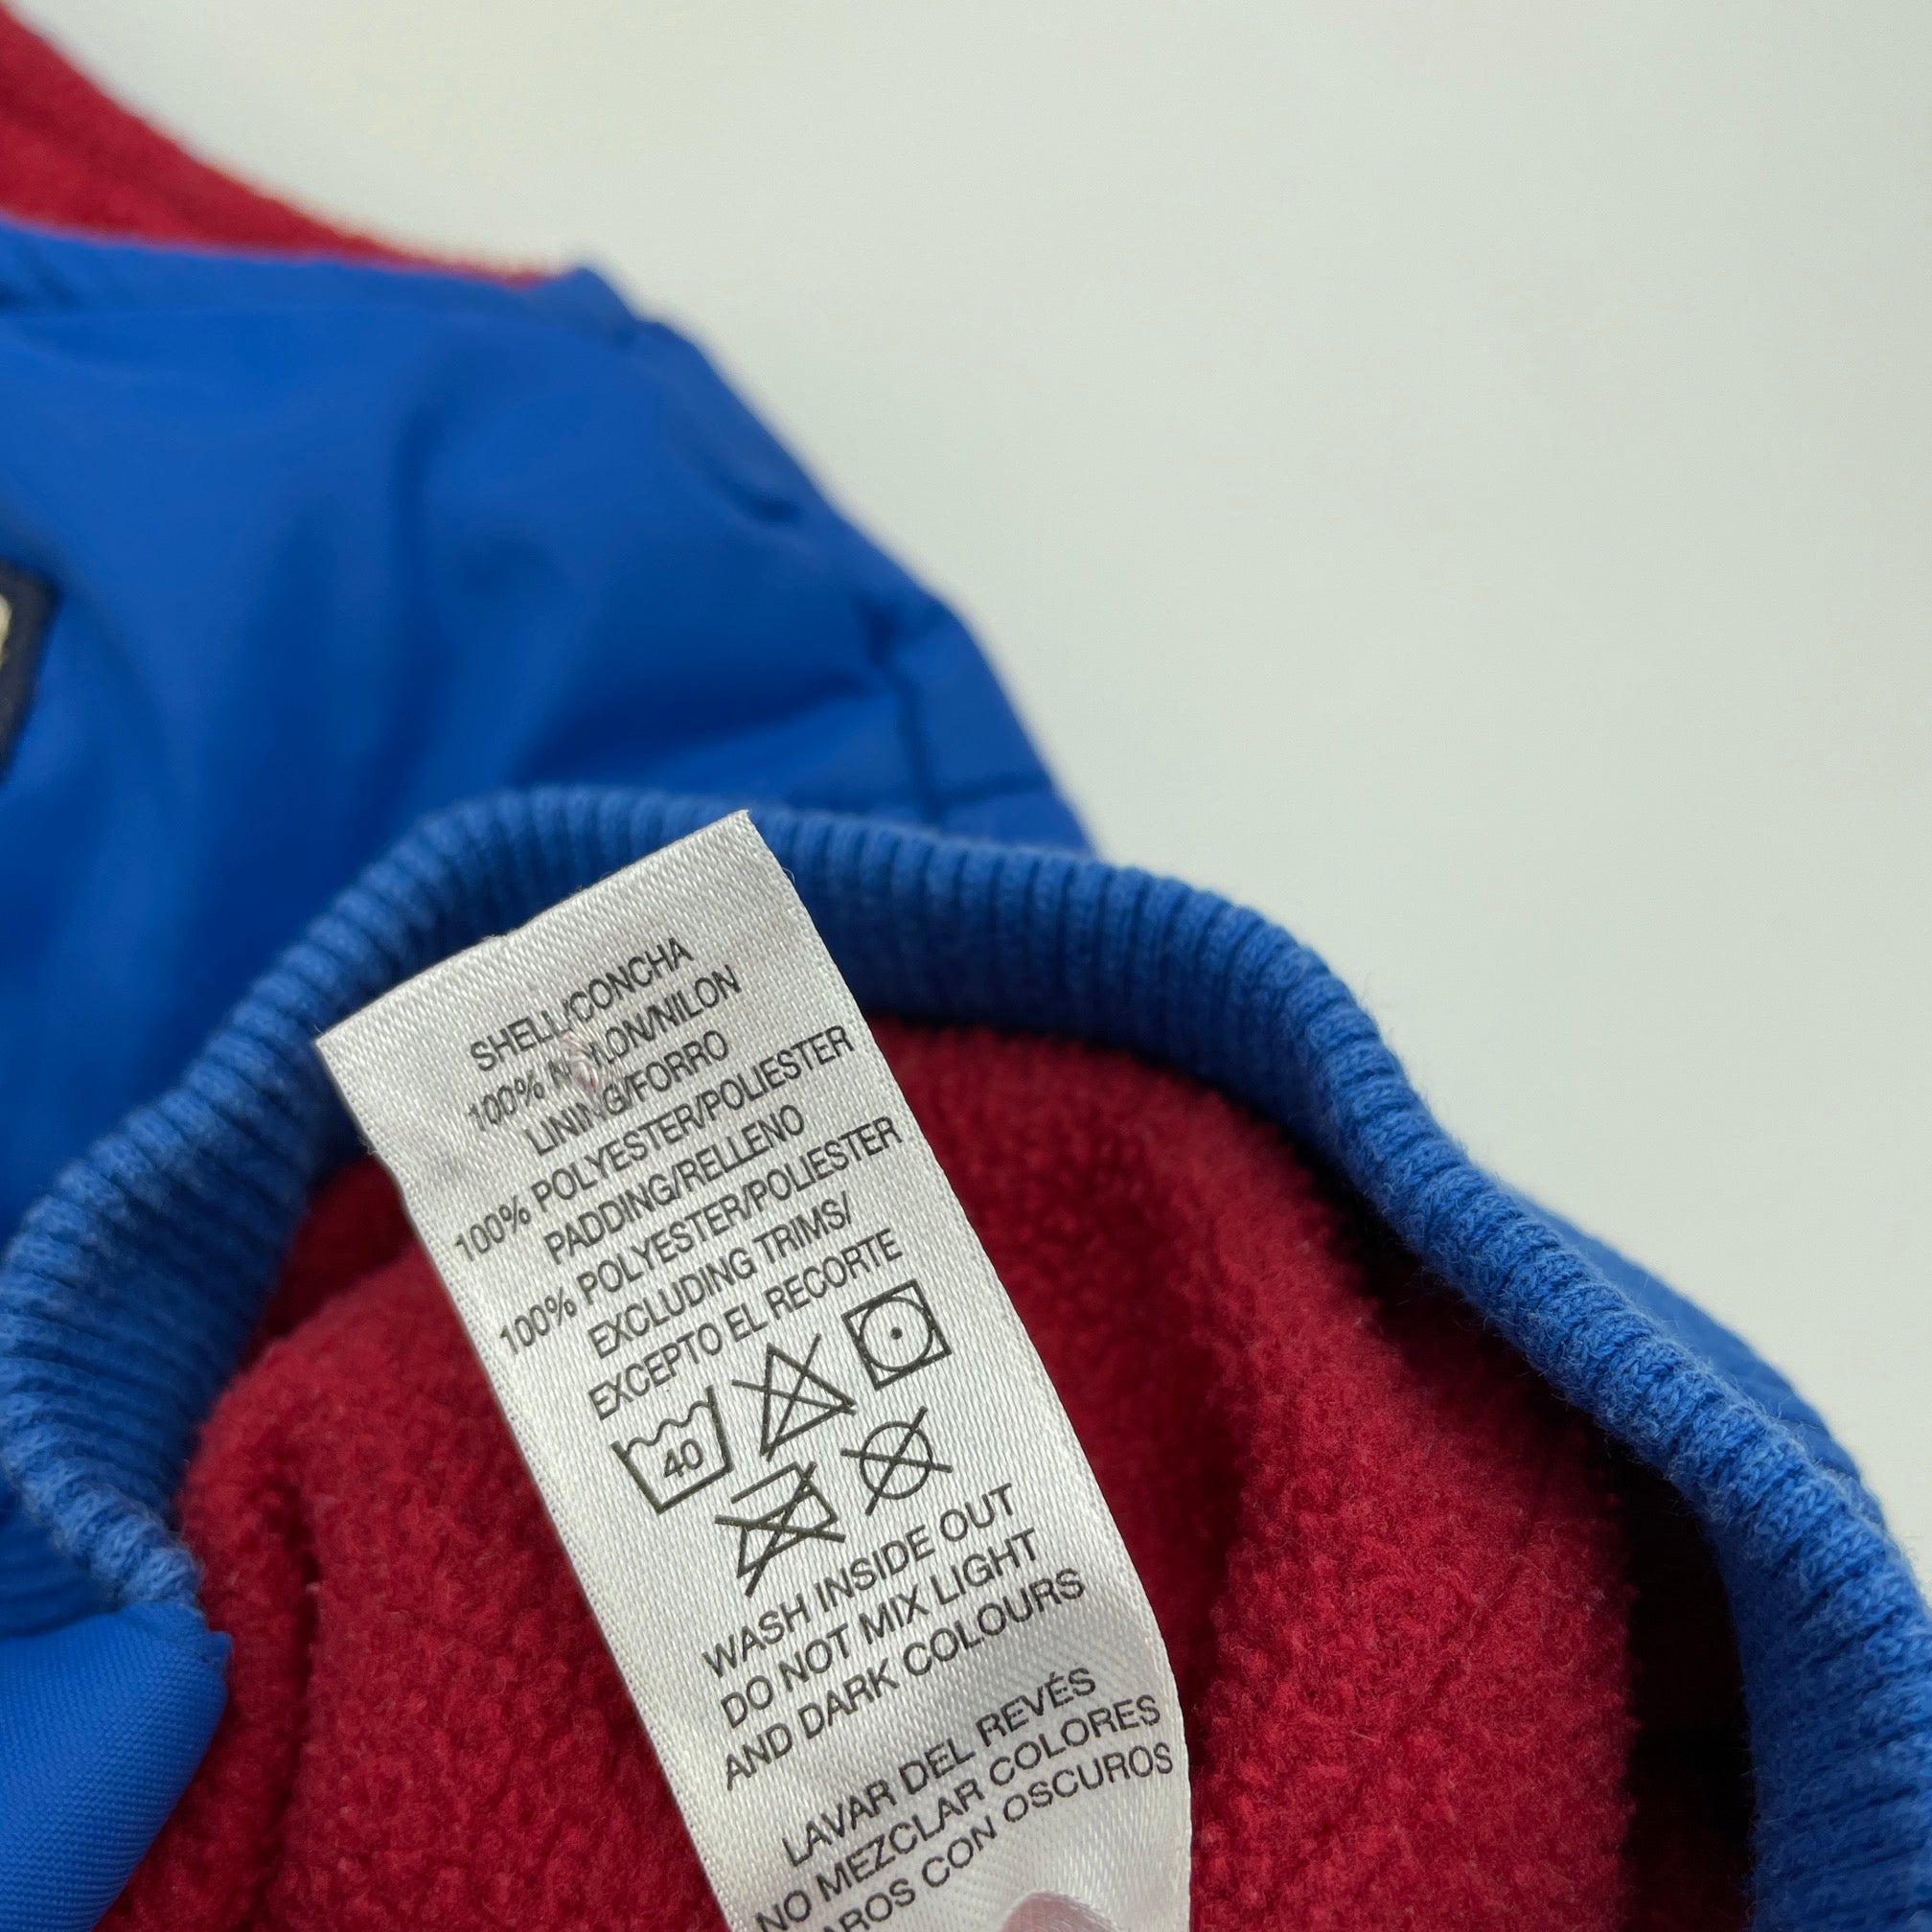 SHELL/CONCHA
100% NYLON/NILON
LINING/FORRO
100% POLYESTER/POLIESTER
PADDING/RELLENO
100% POLYESTER/POLIESTER
EXCLUDING TRIMS/
EXCEPTO EL RECORTE
40
WASH INSIDE OUT
DO NOT MIX LIGHT
AND DARK COLOURS
LAVAR DEL REVÉS
NO MEZCLAR COLORES
CON OSCUROS